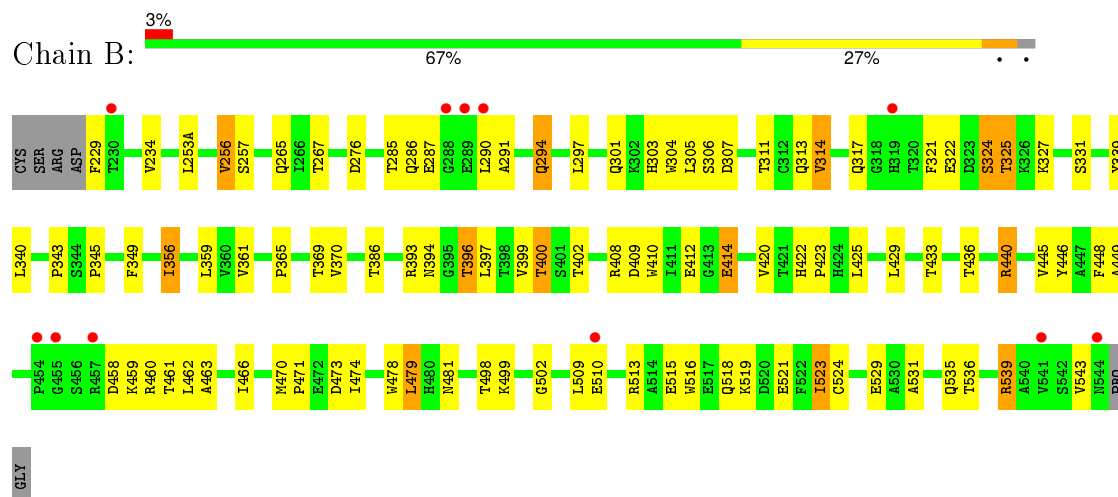 3%
Chain B:
67% 27% • •
CYS SER ARG ASP F229 T230 V234 L253A V256 S257 Q265 I266 T267 D276 T285 Q286 E287 G288 E289 L290 A291 Q294 L297 Q301 K302 H303 W304 L305 S306 D307 T311 C312 Q313 V314 Q317 G318 H319 T320 F321 E322 D323 S324 T325 K326 K327 S331 Y339
L340 P343 S344 P345 F349 I356 L359 V360 V361 P365 T369 V370 T386 R393 N394 G395 T396 L397 T398 V399 T400 S401 T402 R408 D409 W410 I411 E412 G413 E414 V420 T421 H422 P423 H424 L425 L429 T433 T436 R440 V445 Y446 A447 F448 A449
P454 G455 S456 R457 D458 K459 R460 T461 L462 A463 I466 N470 P471 E472 D473 I474 W478 L479 H480 N481 T498 K499 G502 L509 E510 R513 A514 E515 W516 E517 Q518 K519 D520 E521 F522 I523 C524 E529 A530 A531 Q535 T536 R539 A540 V541 S542 V543 N544 PRO
GLY